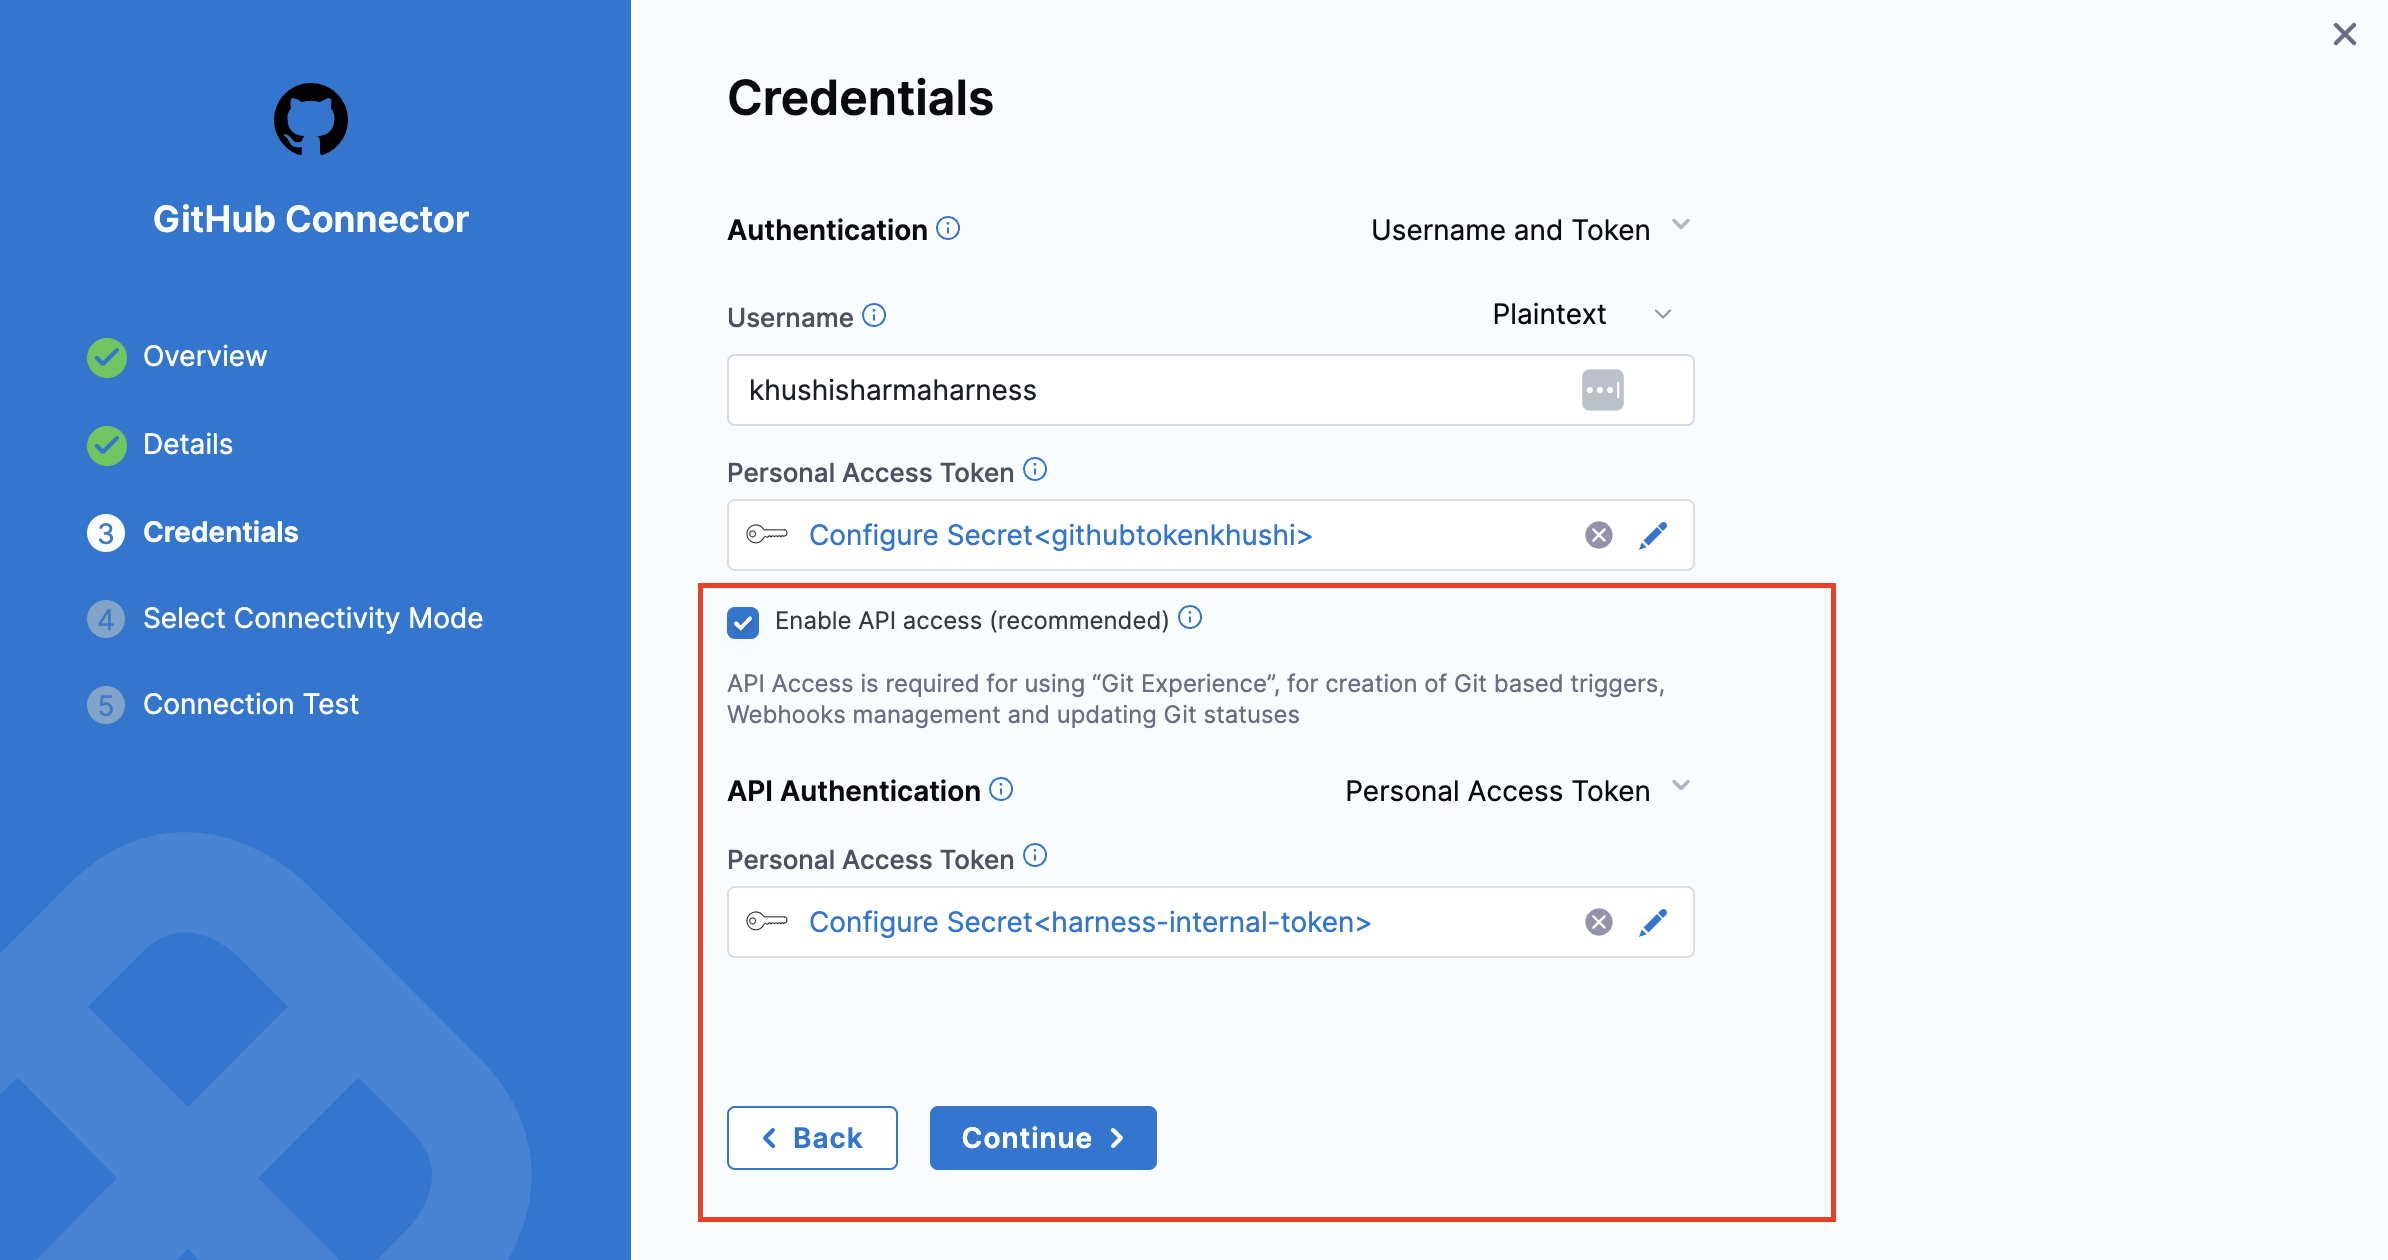 GitHub Connector
Overview
Details
3 Credentials
4 Select Connectivity Mode
5 Connection Test
Credentials
Authentication Username and Token
Username Plaintext
khushisharmaharness
Personal Access Token
Configure Secret<githubtokenkhushi>
Enable API access (recommended)
API Access is required for using “Git Experience”, for creation of Git based triggers,
Webhooks management and updating Git statuses
API Authentication Personal Access Token
Personal Access Token
Configure Secret<harness-internal-token>
Back Continue